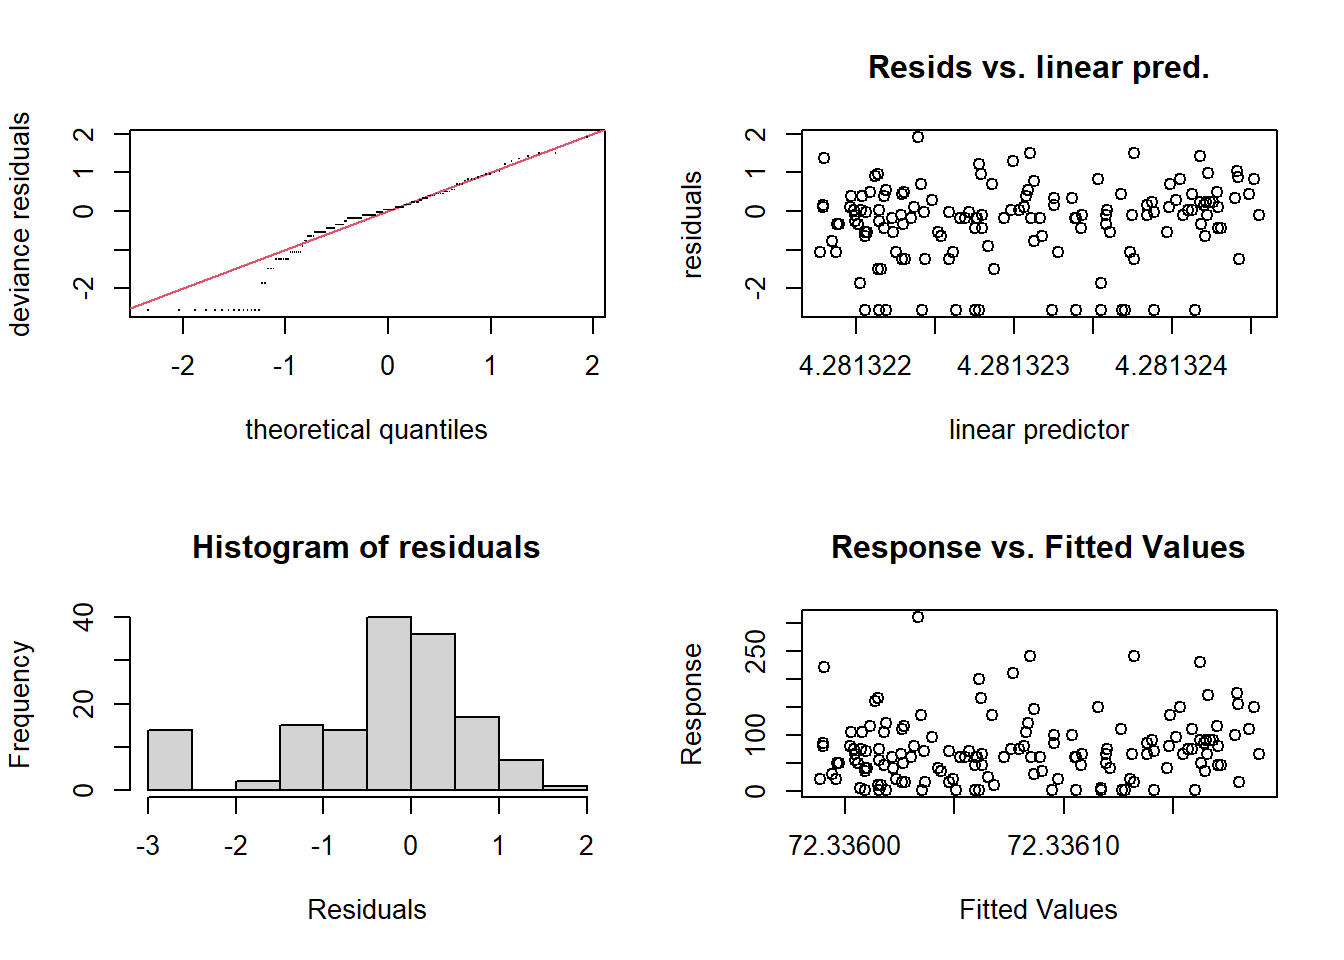 deviance residuals
2
1
0
-2
-2
-1
0
1
2
theoretical quantiles
Resids vs. linear pred.
residuals
2
1
0
-2
4.281322
4.281323
4.281324
linear predictor
Histogram of residuals
Frequency
40
20
0
-3
-2
-1
0
1
2
Residuals
Response vs. Fitted Values
Response
250
100
0
72.33600
72.33610
Fitted Values